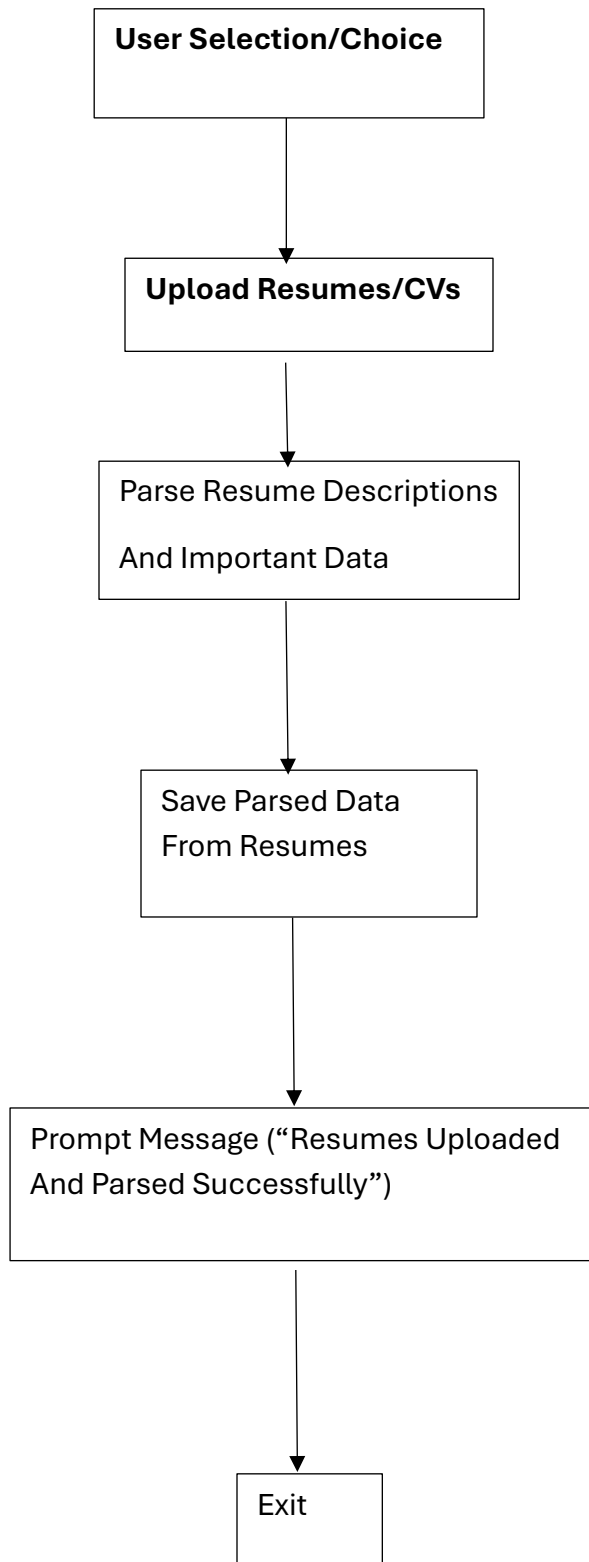 User Selection/Choice
Upload Resumes/CVs
Parse Resume Descriptions
And Important Data
Save Parsed Data
From Resumes
Prompt Message (“Resumes Uploaded
And Parsed Successfully”)
Exit